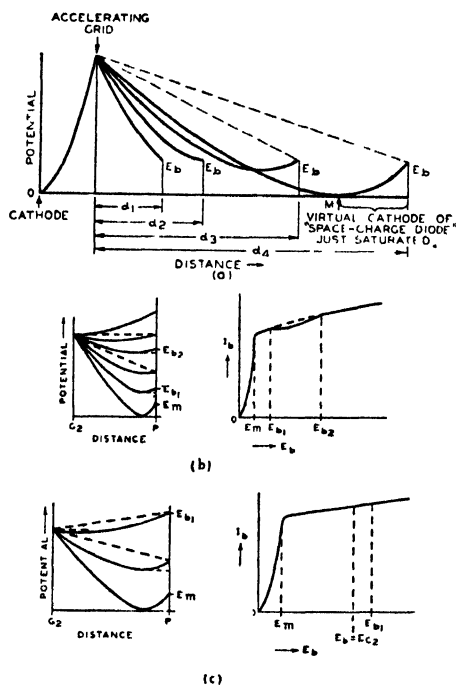 ACCELERATING
GRID
POTENTIAL
0
CATHODE
Eb
Eb
Eb
Eb
M
d1
d2
d3
d4
VIRTUAL CATHODE OF
"SPACE-CHARGE DIODE"
JUST SATURATED.
DISTANCE
(a)
POTENTIAL
Eb2
Eb1
Em
G2
P
DISTANCE
Ib
0
Em
Eb1
Eb2
Eb
(b)
POTENTIAL
Eb1
Em
G2
P
DISTANCE
Ib
Em
Eb1
Eb=Ec2
Eb
(c)